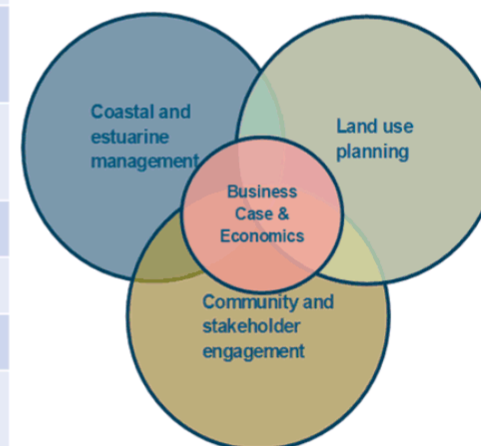 Coastal and
estuarine
management
Land use
planning
Business
Case &
Economics
Community and
stakeholder
engagement